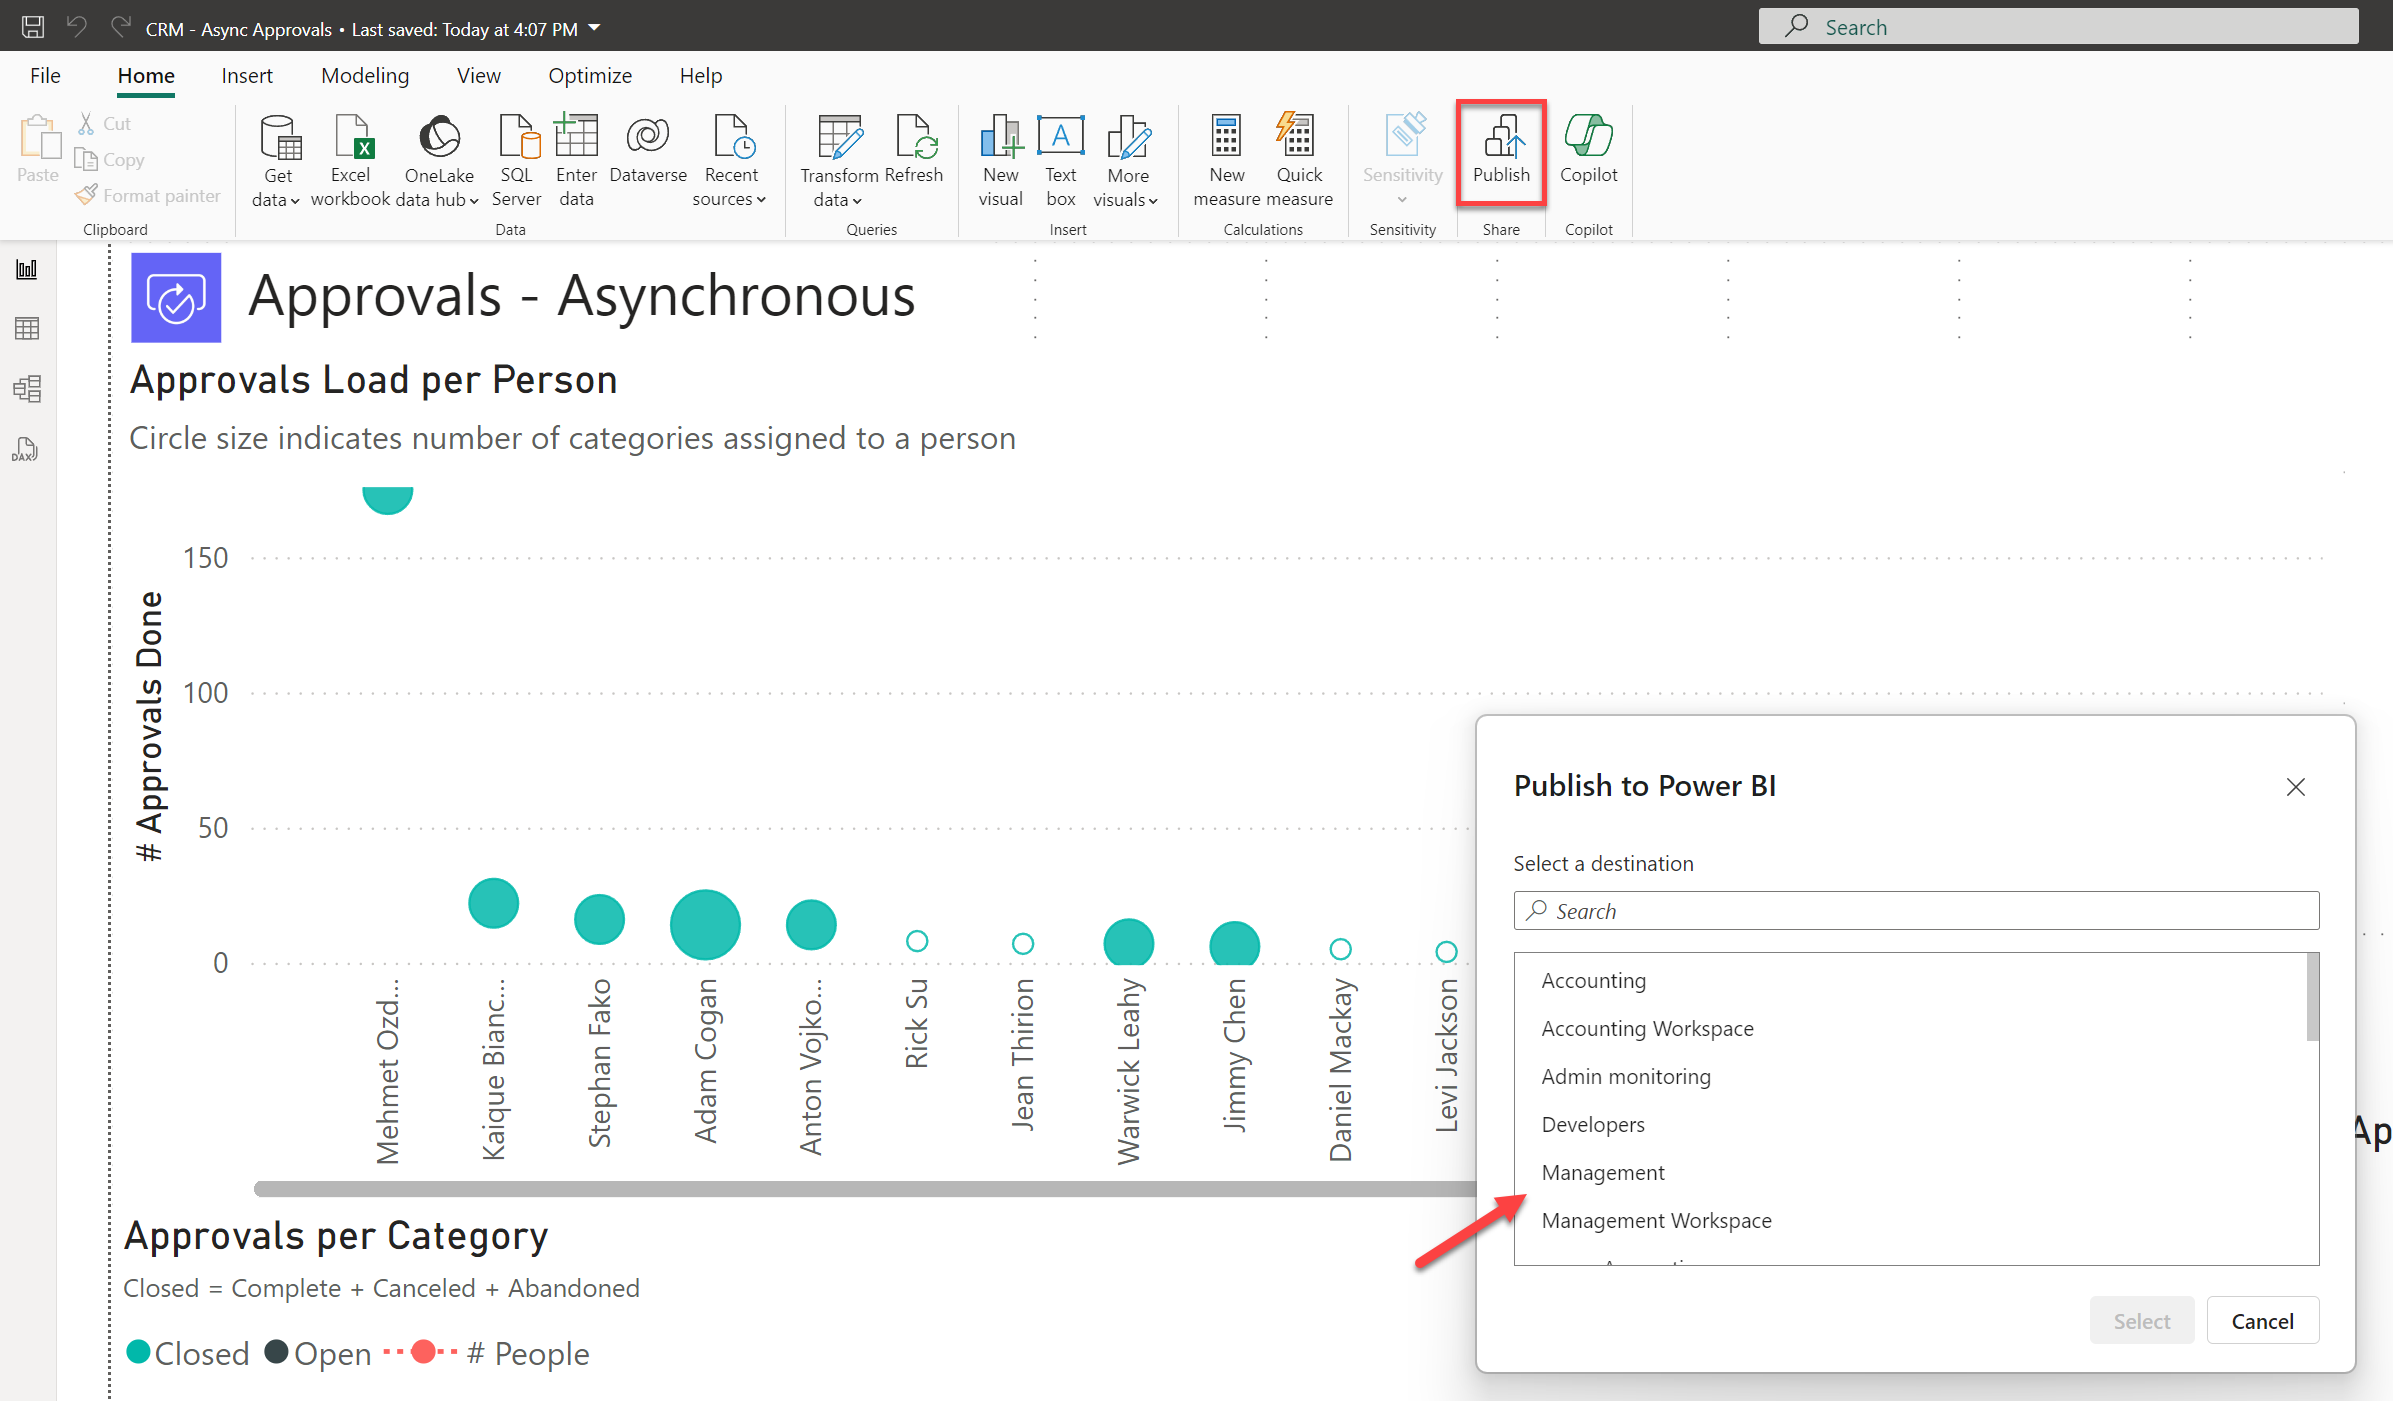 CRM - Async Approvals • Last saved: Today at 4:07 PM
Search
File Home Insert Modeling View Optimize Help
Paste
Cut
Copy
Format painter
Clipboard
Get data
Excel workbook
OneLake data hub
SQL Server
Enter data
Dataverse
Recent sources
Data
Transform data
Refresh
Queries
New visual
Text box
More visuals
Insert
New measure
Quick measure
Calculations
Sensitivity
Sensitivity
Publish
Share
Copilot
Copilot
DAX
Approvals - Asynchronous
Approvals Load per Person
Circle size indicates number of categories assigned to a person
# Approvals Done
150
100
50
0
Mehmet Ozd...
Kaique Bianc...
Stephan Fako
Adam Cogan
Anton Vojko...
Rick Su
Jean Thirion
Warwick Leahy
Jimmy Chen
Daniel Mackay
Levi Jackson
Approvals per Category
Closed = Complete + Canceled + Abandoned
Closed Open # People
Publish to Power BI
Select a destination
Search
Accounting
Accounting Workspace
Admin monitoring
Developers
Management
Management Workspace
Select Cancel
Ap